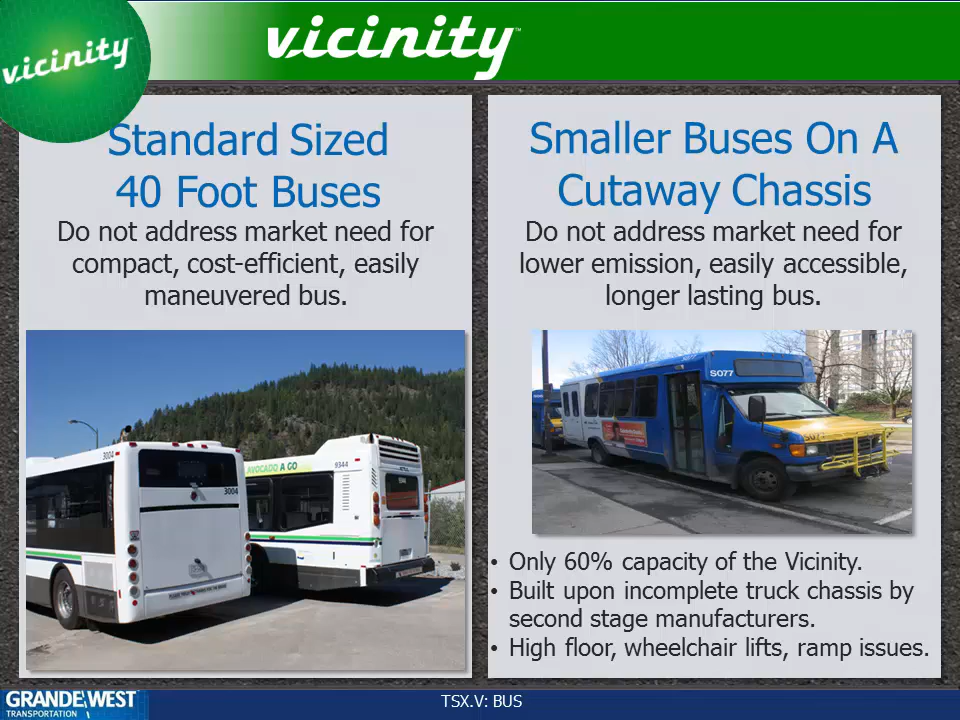 vicinity
vicinity™
Standard Sized
40 Foot Buses
Do not address market need for
compact, cost-efficient, easily
maneuvered bus.
3004
3004
AVOCADO A GO
9344
Smaller Buses On A
Cutaway Chassis
Do not address market need for
lower emission, easily accessible,
longer lasting bus.
S077
S077
• Only 60% capacity of the Vicinity.
• Built upon incomplete truck chassis by
second stage manufacturers.
• High floor, wheelchair lifts, ramp issues.
GRANDE WEST
TRANSPORTATION
TSX.V: BUS